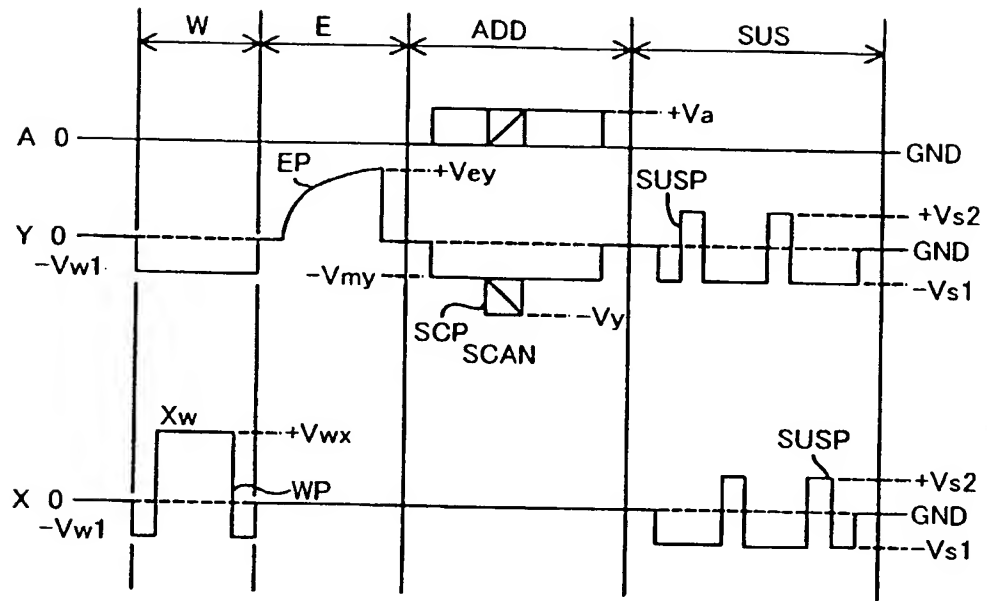 W E ADD SUS
+Va
A 0 GND
EP +Vey
SUSP +Vs2
Y 0 GND
-Vw1 -Vmy -Vs1
SCP -Vy
SCAN
Xw +Vwx SUSP
WP +Vs2
X 0 GND
-Vw1 -Vs1